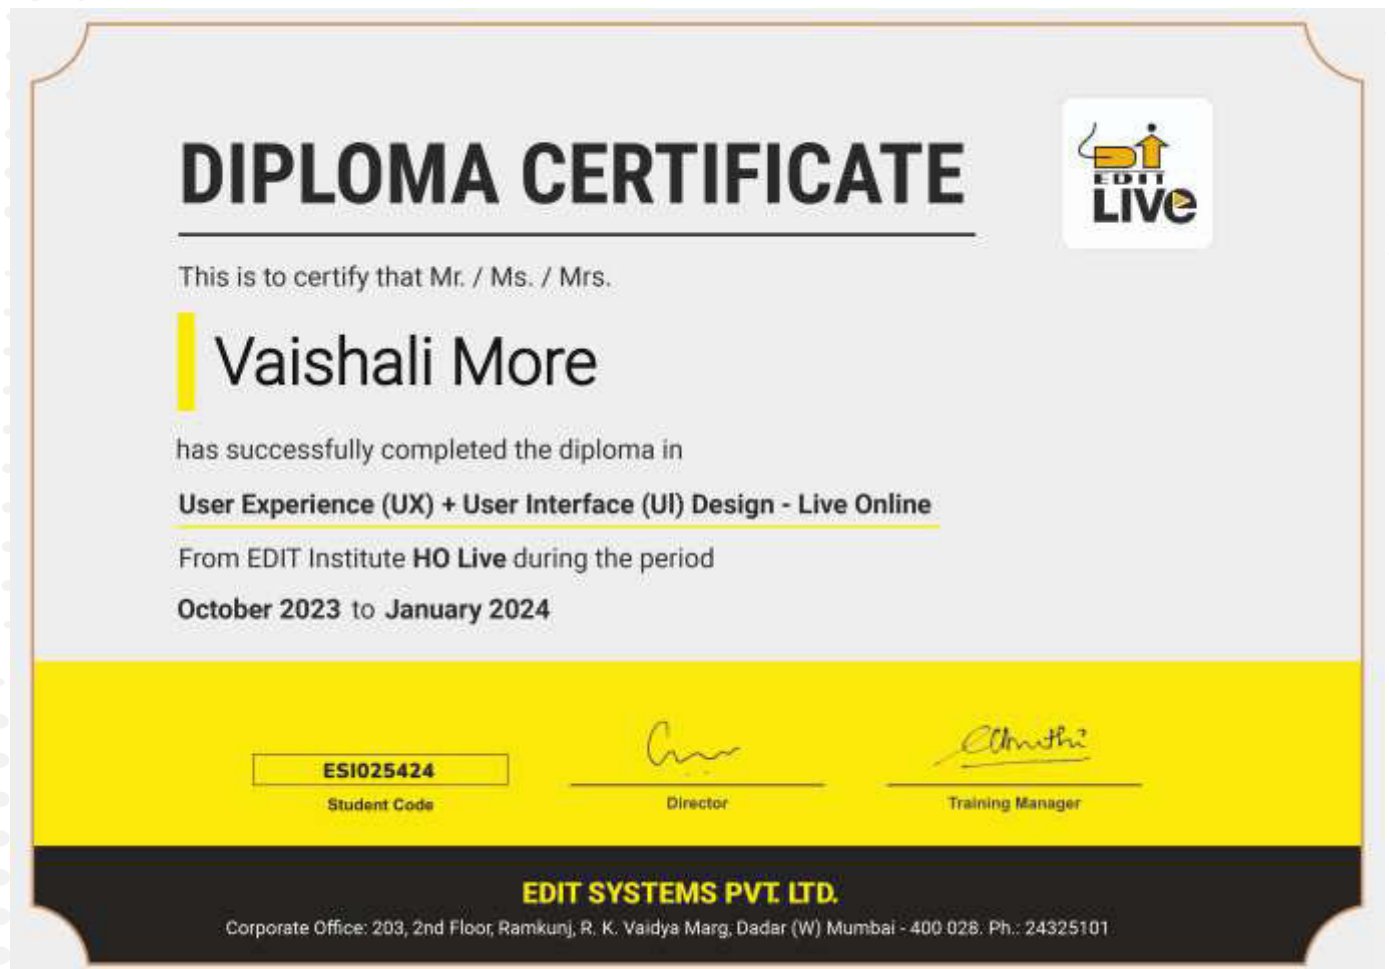 DIPLOMA CERTIFICATE
EDIT
LIVe
This is to certify that Mr. / Ms. / Mrs.
Vaishali More
has successfully completed the diploma in
User Experience (UX) + User Interface (UI) Design - Live Online
From EDIT Institute HO Live during the period
October 2023 to January 2024
ESI025424
Student Code
Director
Training Manager
EDIT SYSTEMS PVT. LTD.
Corporate Office: 203, 2nd Floor, Ramkunj, R. K. Vaidya Marg, Dadar (W) Mumbai - 400 028. Ph.: 24325101